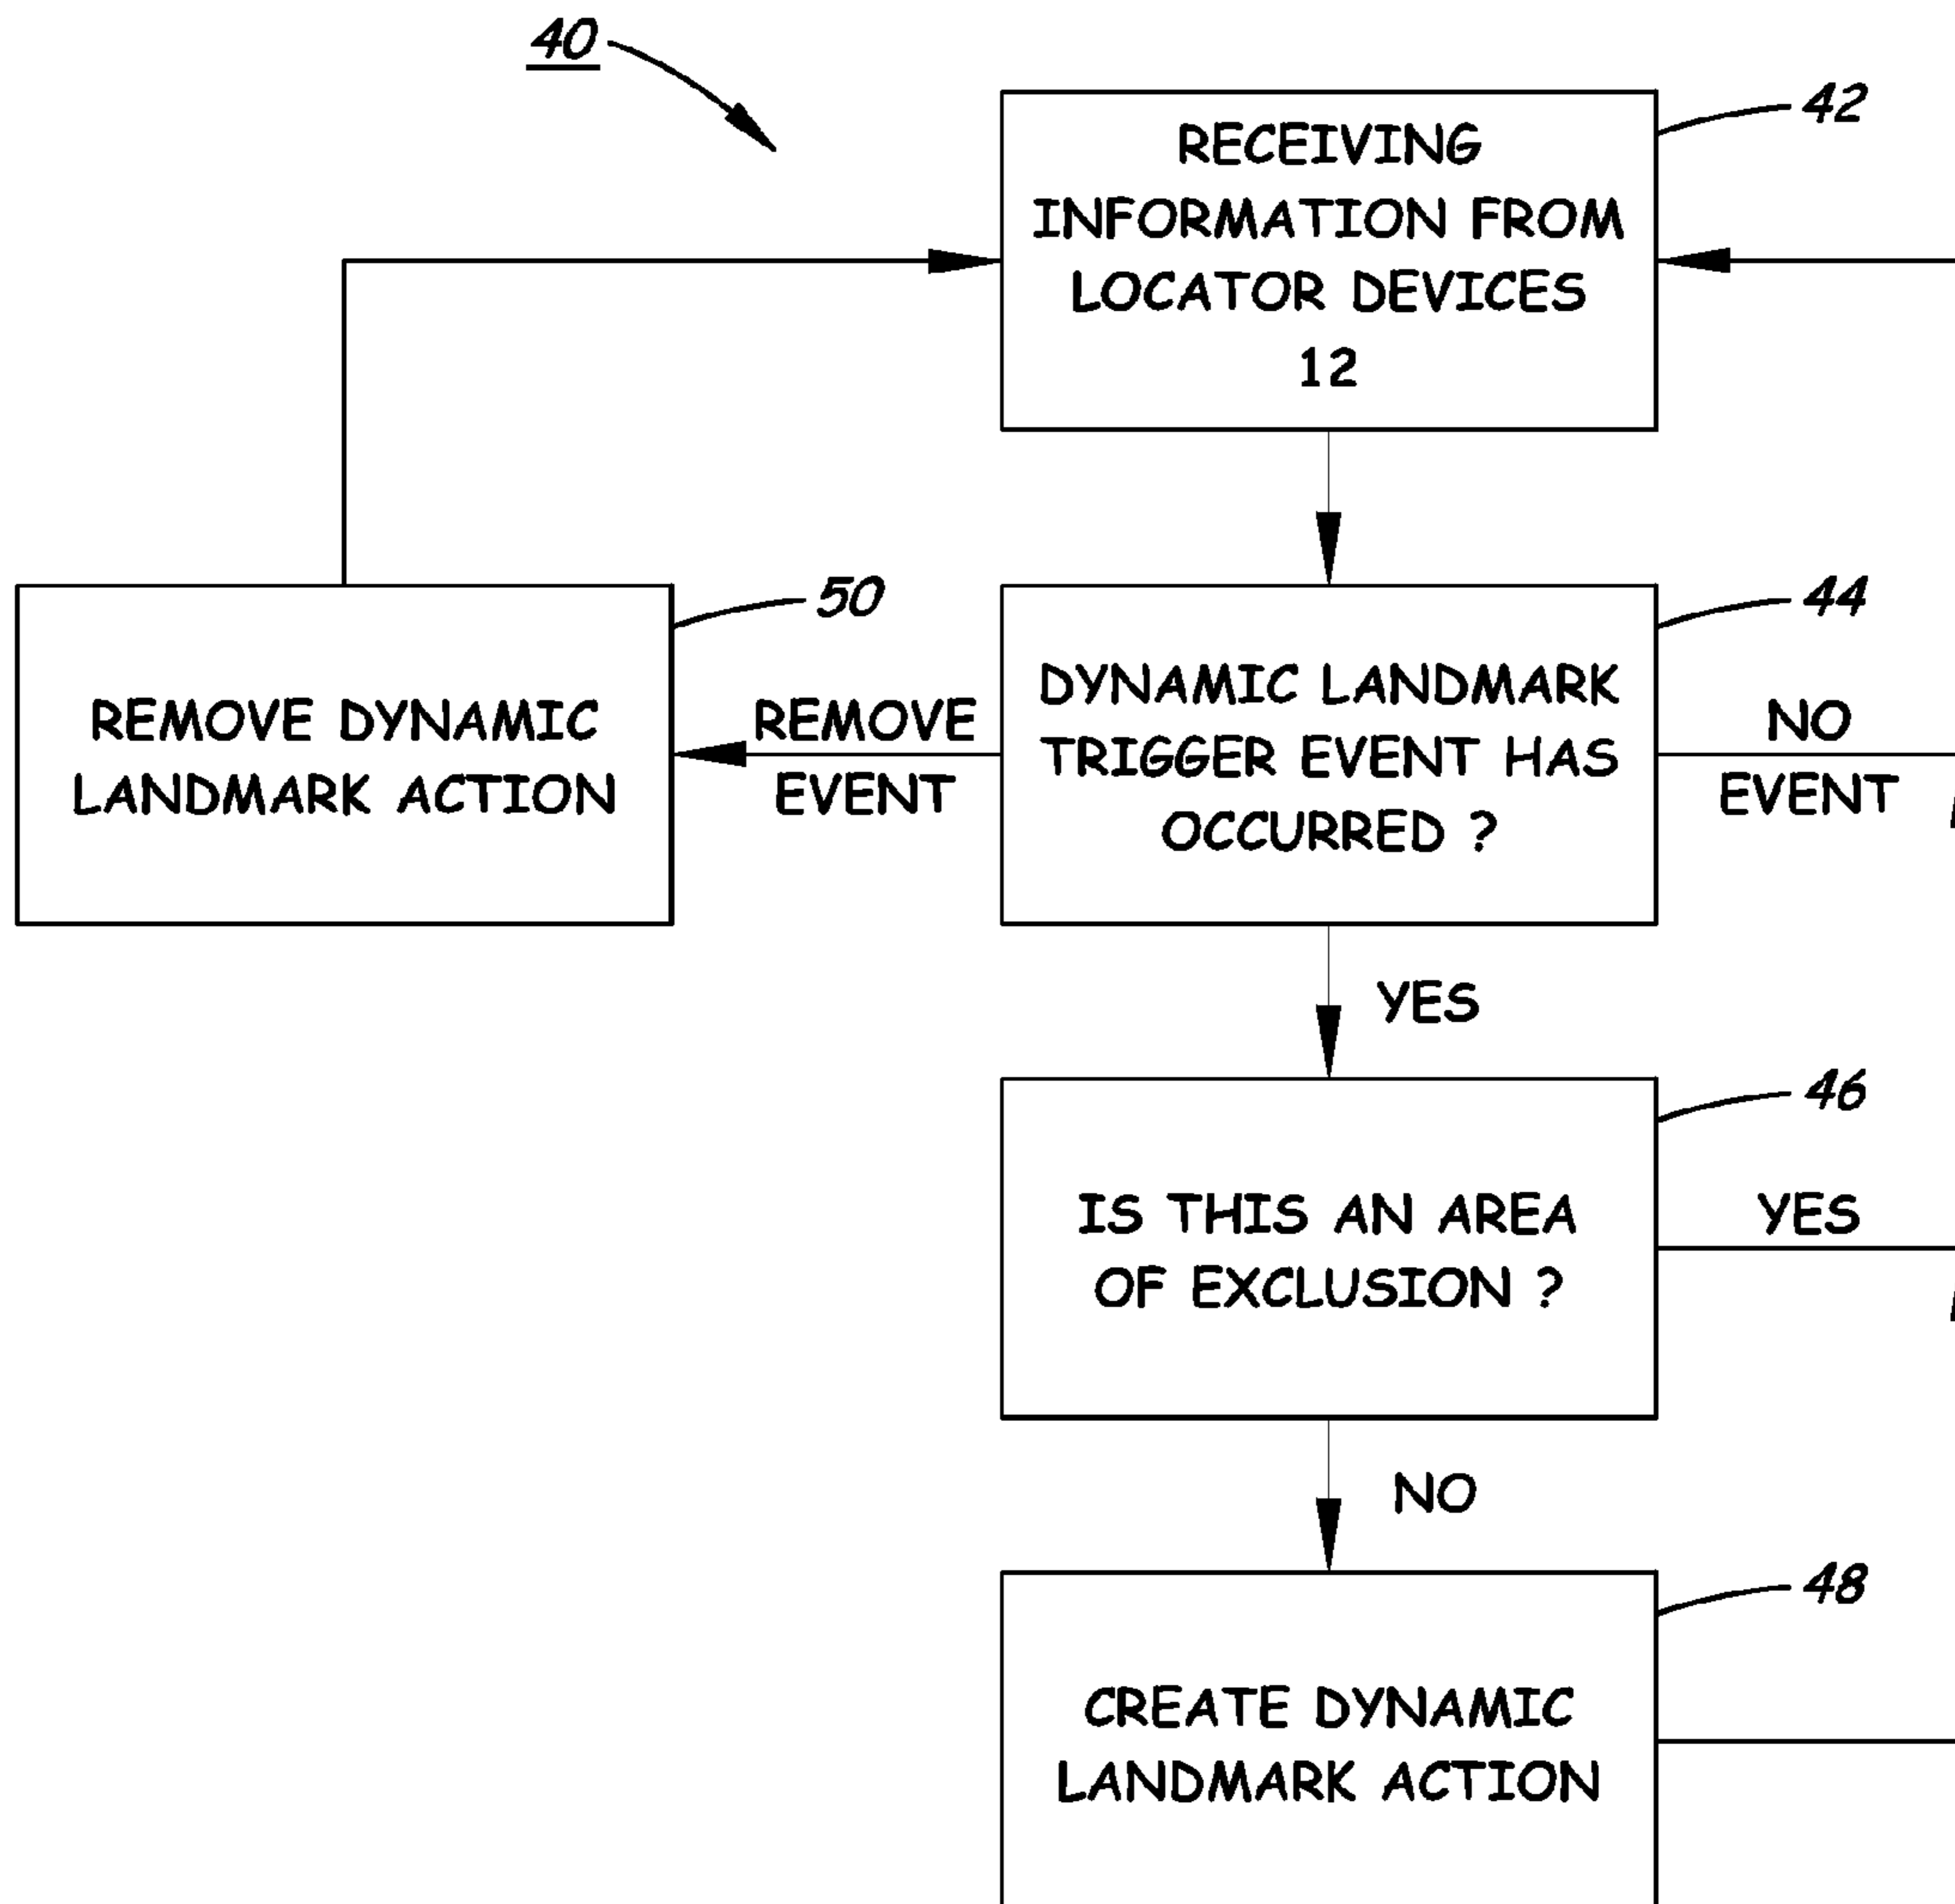 40
42
RECEIVING
INFORMATION FROM
LOCATOR DEVICES
12
50
44
REMOVE DYNAMIC
LANDMARK ACTION
REMOVE
EVENT
DYNAMIC LANDMARK
TRIGGER EVENT HAS
OCCURRED ?
NO
EVENT
YES
46
IS THIS AN AREA
OF EXCLUSION ?
YES
NO
48
CREATE DYNAMIC
LANDMARK ACTION